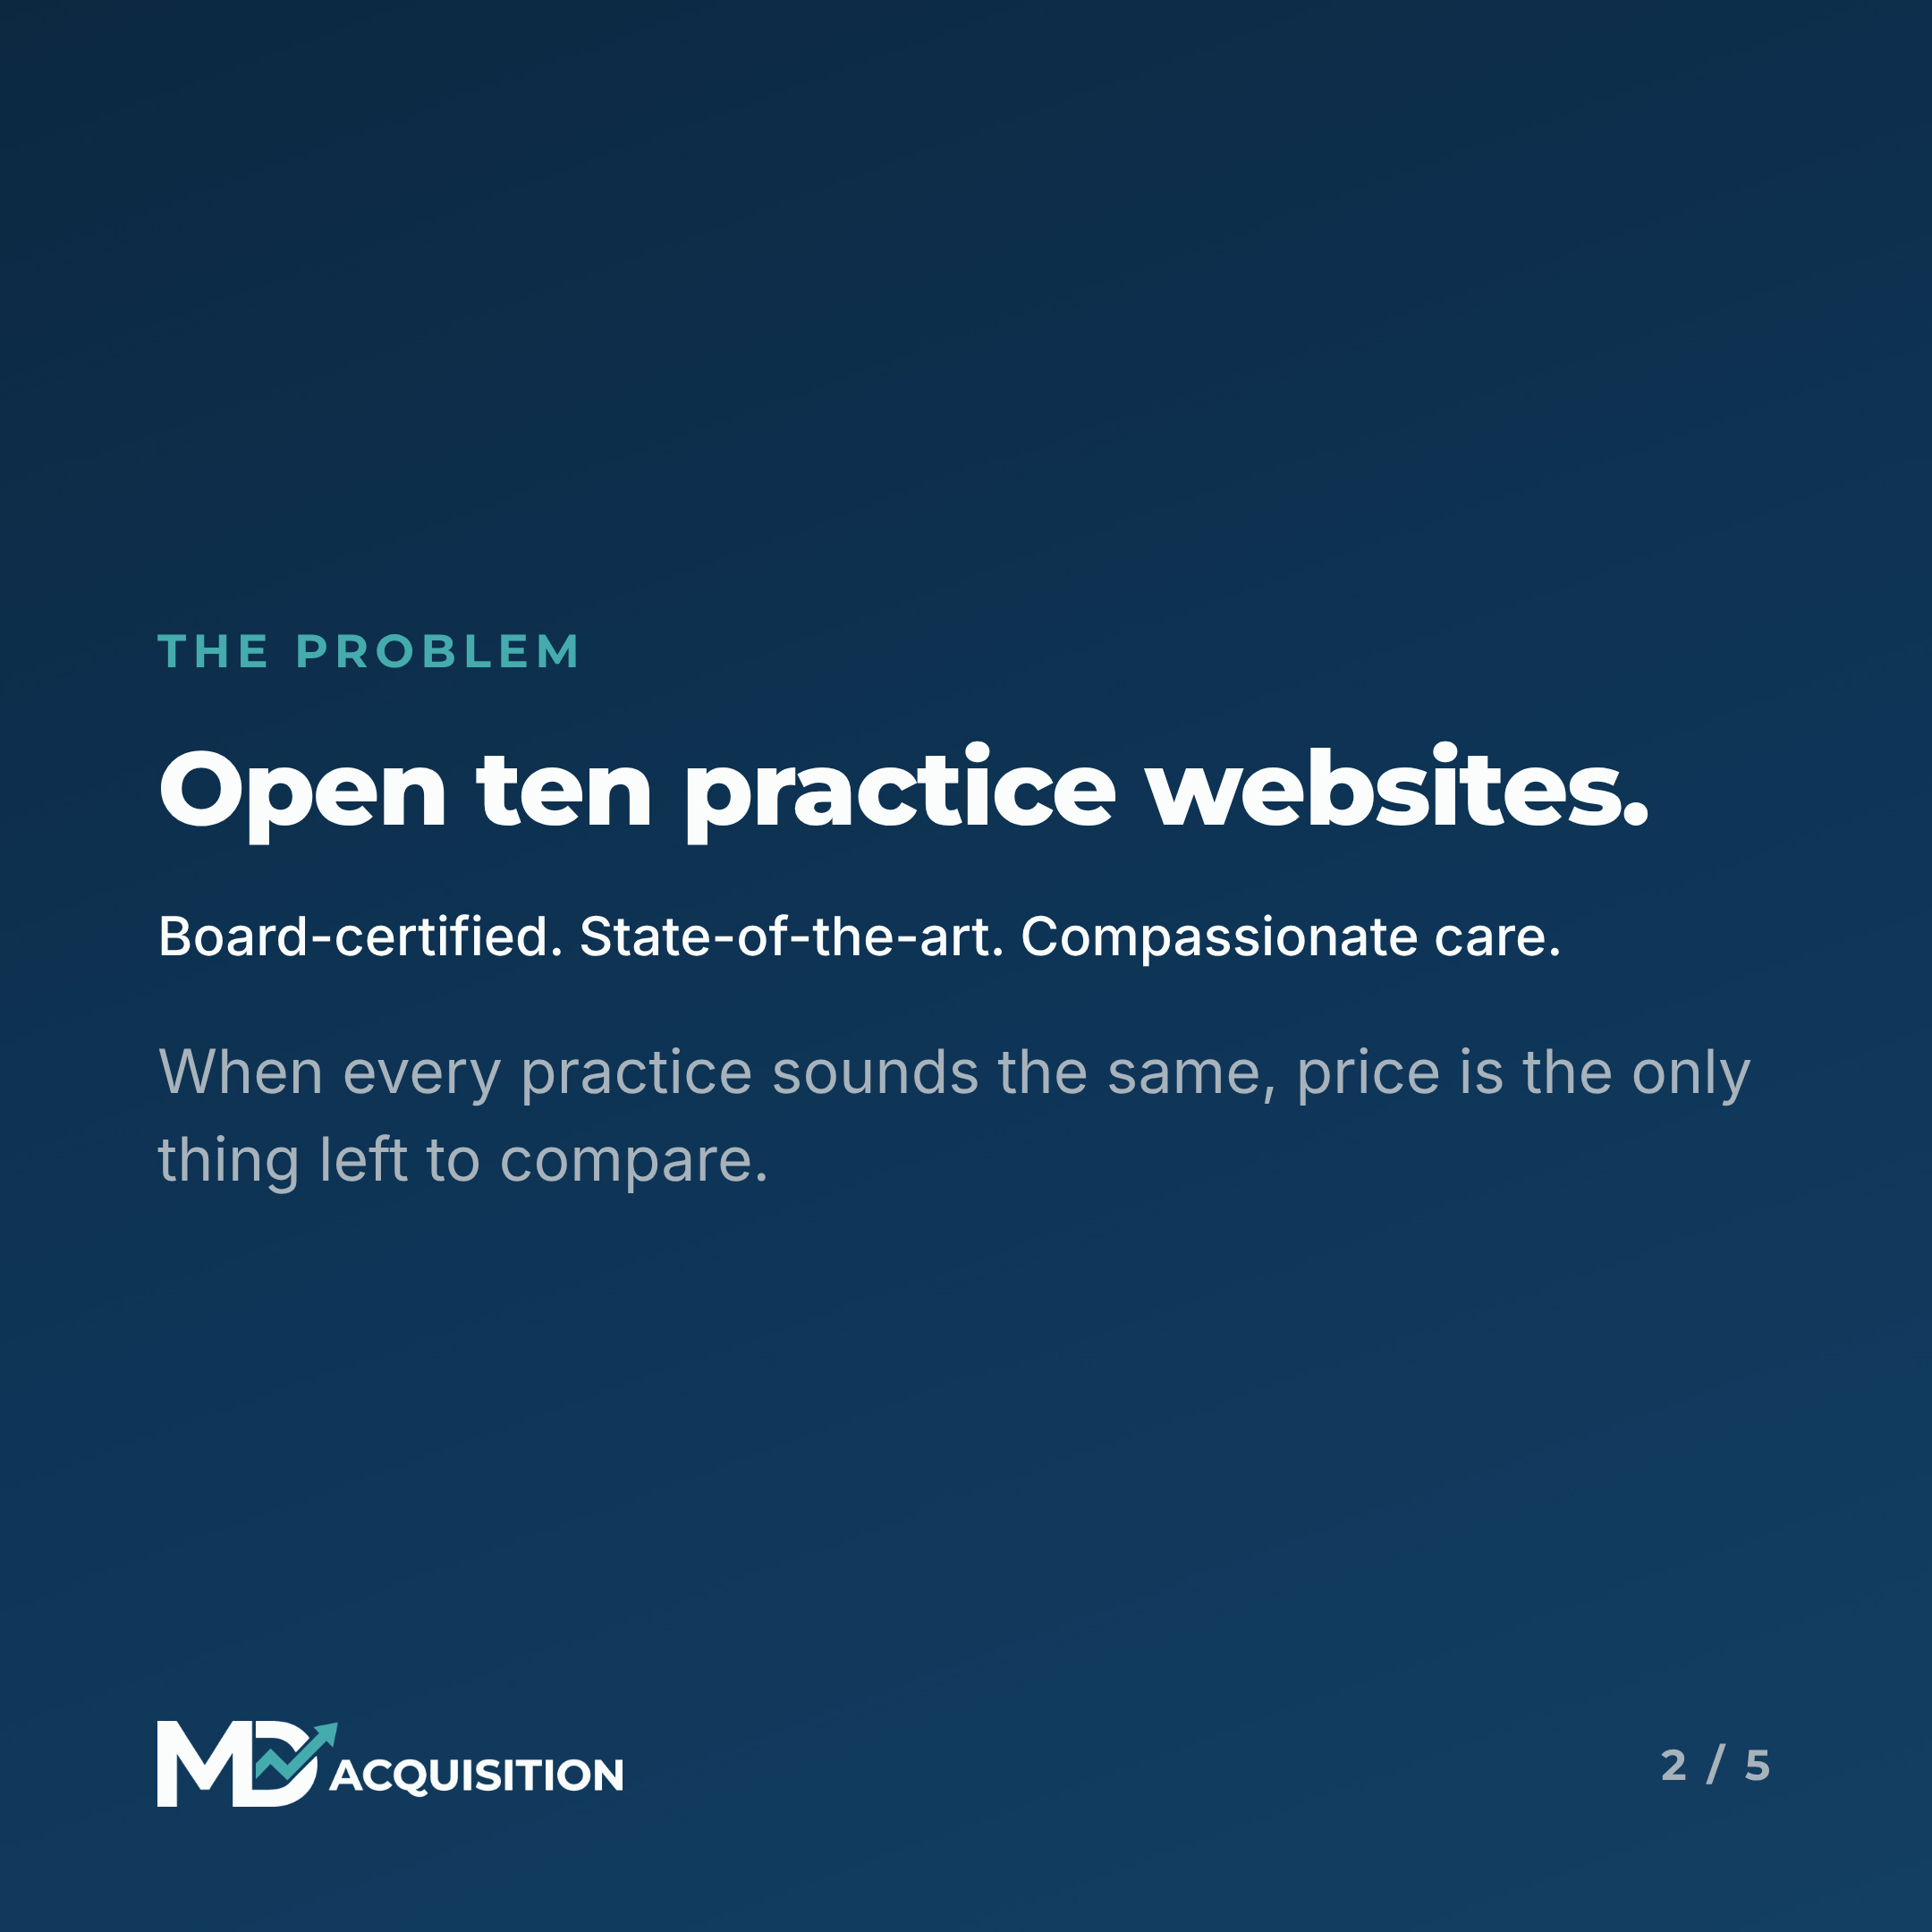 THE PROBLEM
Open ten practice websites.
Board-certified. State-of-the-art. Compassionate care.
When every practice sounds the same, price is the only
thing left to compare.
MD ACQUISITION
2 / 5